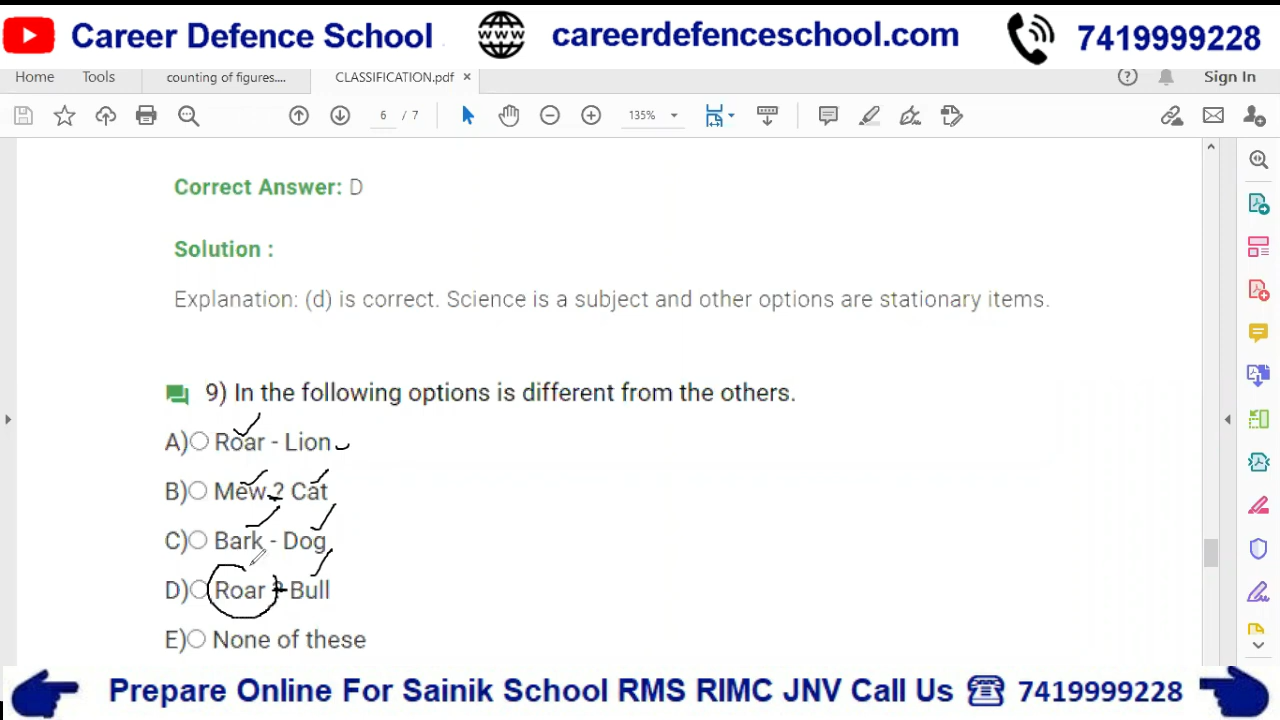 Career Defence School
WWW
careerdefenceschool.com
7419999228
Home Tools counting of figures.... CLASSIFICATION.pdf × Sign In
6 / 7 135%
Correct Answer: D
Solution :
Explanation: (d) is correct. Science is a subject and other options are stationary items.
9) In the following options is different from the others.
A) Roar - Lion
B) Mew ? Cat
C) Bark - Dog
D) Roar ? Bull
E) None of these
Prepare Online For Sainik School RMS RIMC JNV Call Us 7419999228